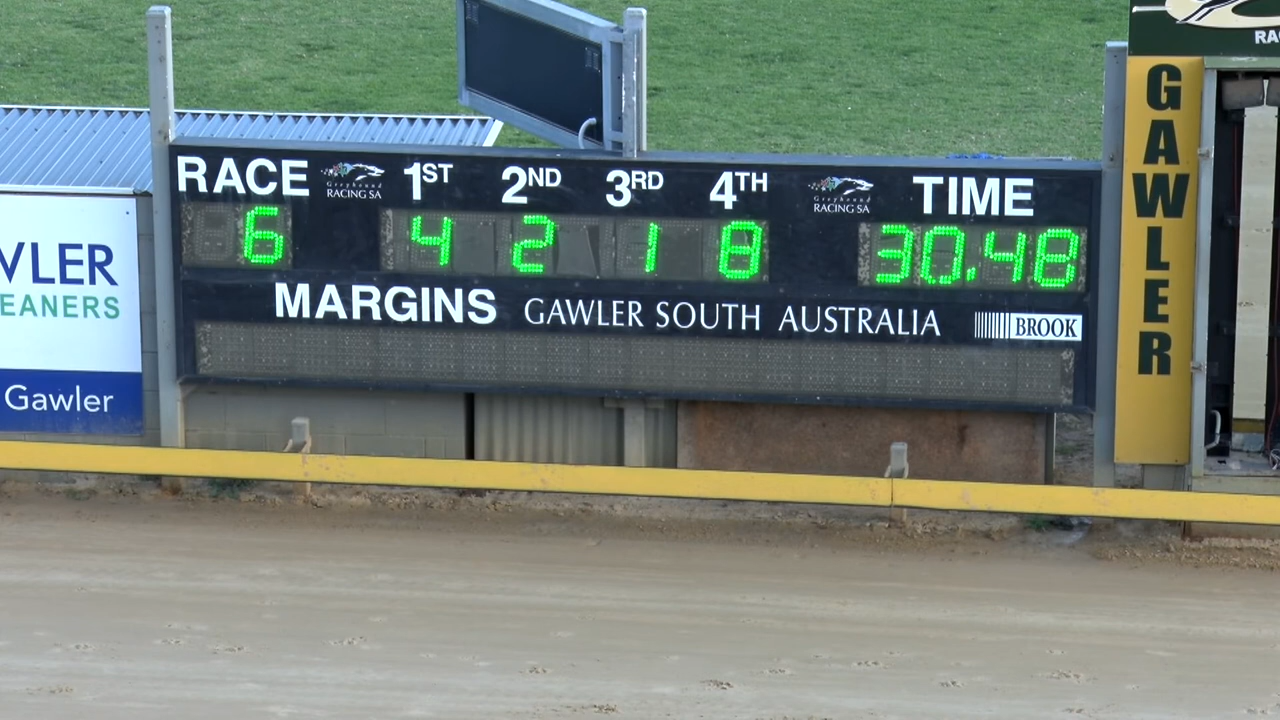 RACE
Greyhound
RACING SA
1ST 2ND 3RD 4TH
Greyhound
RACING SA
TIME
6 4 2 1 8 30.48
MARGINS GAWLER SOUTH AUSTRALIA BROOK
WLER
EANERS
Gawler
RAC
GAWLER